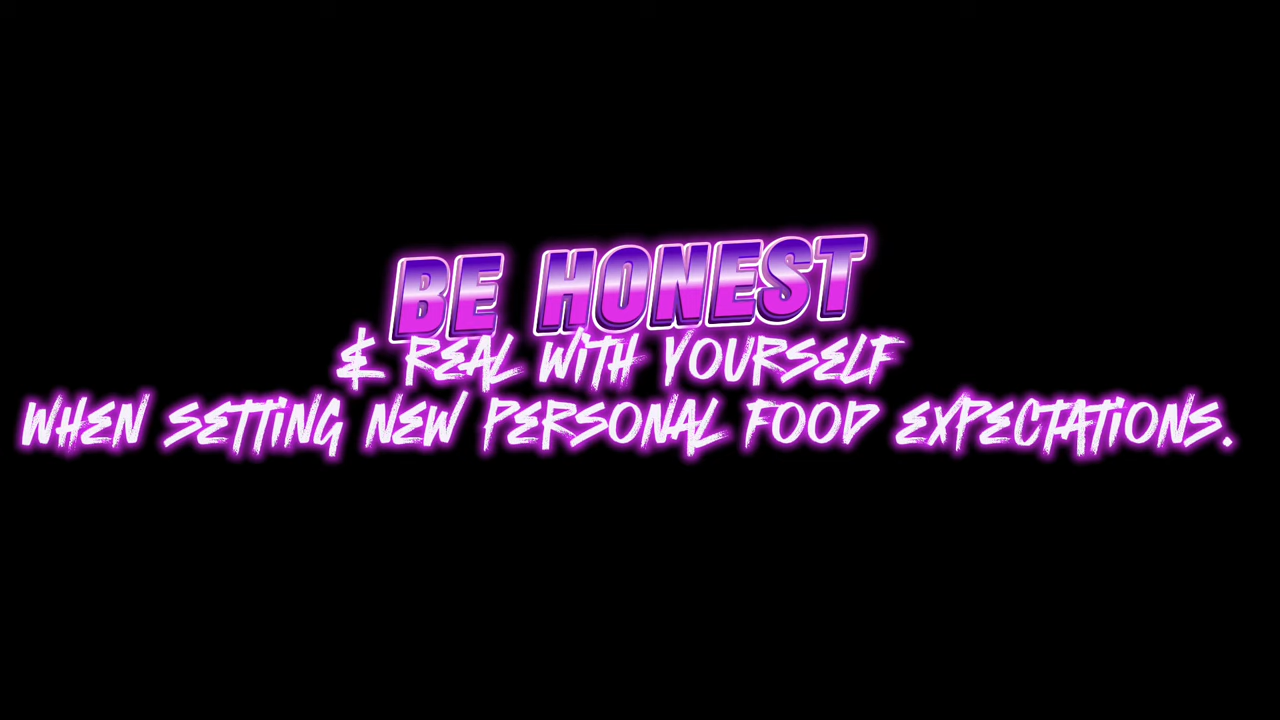 BE HONEST
& REAL WITH YOURSELF
WHEN SETTING NEW PERSONAL FOOD EXPECTATIONS.